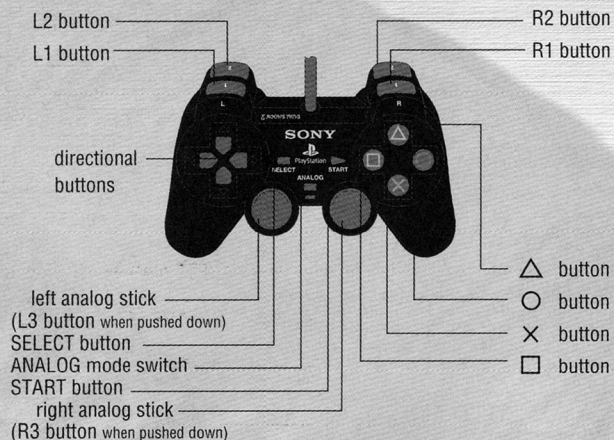 L2 button
L1 button
R2 button
R1 button
L
R
SONY
PlayStation
SELECT
START
ANALOG
directional
buttons
△ button
○ button
✕ button
□ button
left analog stick
(L3 button when pushed down)
SELECT button
ANALOG mode switch
START button
right analog stick
(R3 button when pushed down)